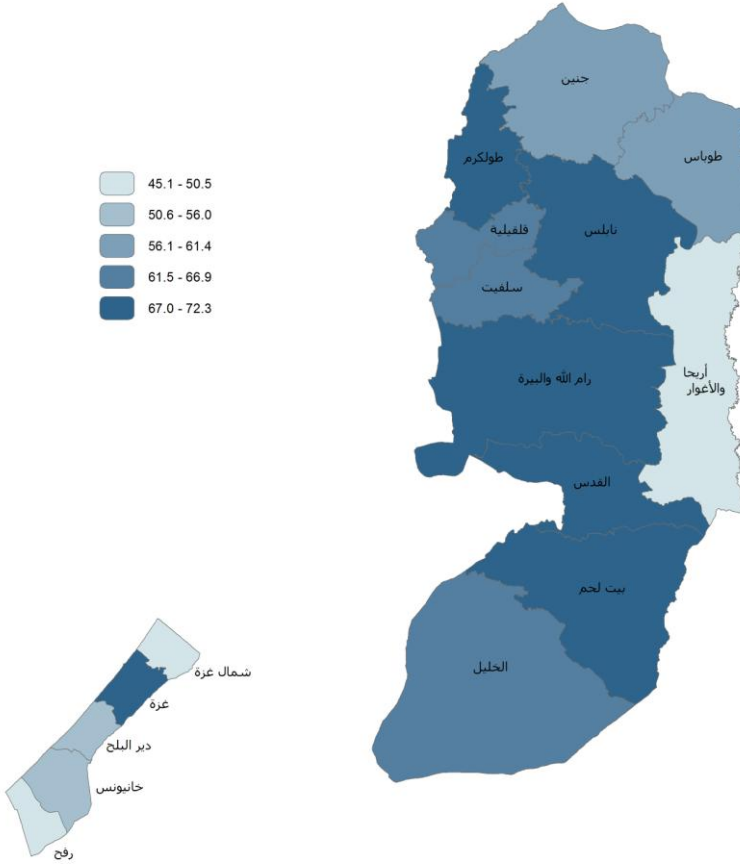 جنين
طوباس
طولكرم
قلقيلية
نابلس
سلفيت
45.1 - 50.5
50.6 - 56.0
56.1 - 61.4
61.5 - 66.9
67.0 - 72.3
أريحا
والأغوار
رام الله والبيرة
القدس
بيت لحم
الخليل
شمال غزة
غزة
دير البلح
خانيونس
رفح